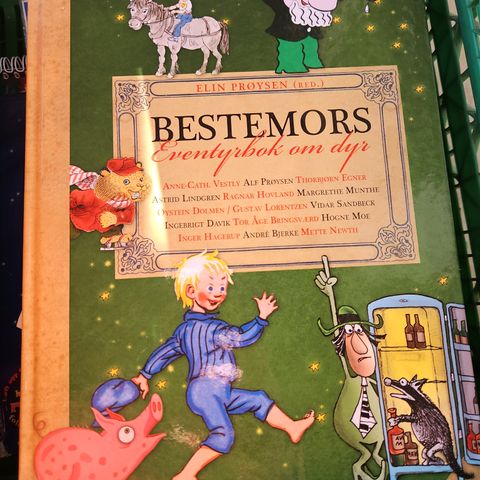 ELIN PRØYSEN (RED.)
BESTEMORS
Eventyrbok om dyr
ANNE-CATH. VESTLY ALF PRØYSEN THORBJØRN EGNER
ASTRID LINDGREN RAGNAR HOVLAND MARGRETHE MUNTHE
ØYSTEIN DOLMEN / GUSTAV LORENTZEN VIDAR SANDBECK
INGEBRIGT DAVIK TOR ÅGE BRINGSVÆRD HOGNE MOE
INGER HAGERUP ANDRÉ BJERKE METTE NEWTH